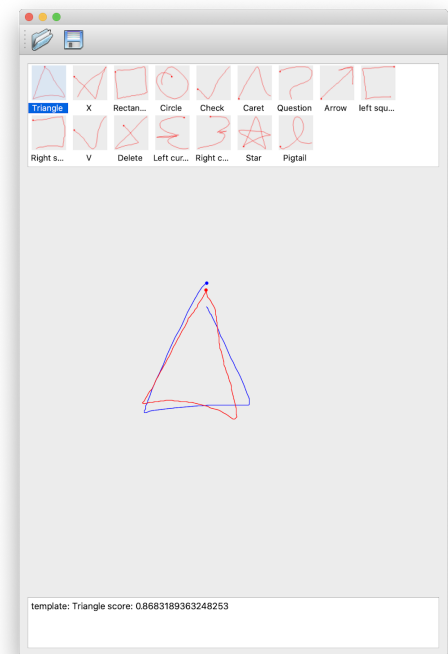 Triangle X Rectan... Circle Check Caret Question Arrow left squ...
Right s... V Delete Left cur... Right c... Star Pigtail
template: Triangle score: 0.8683189363248253